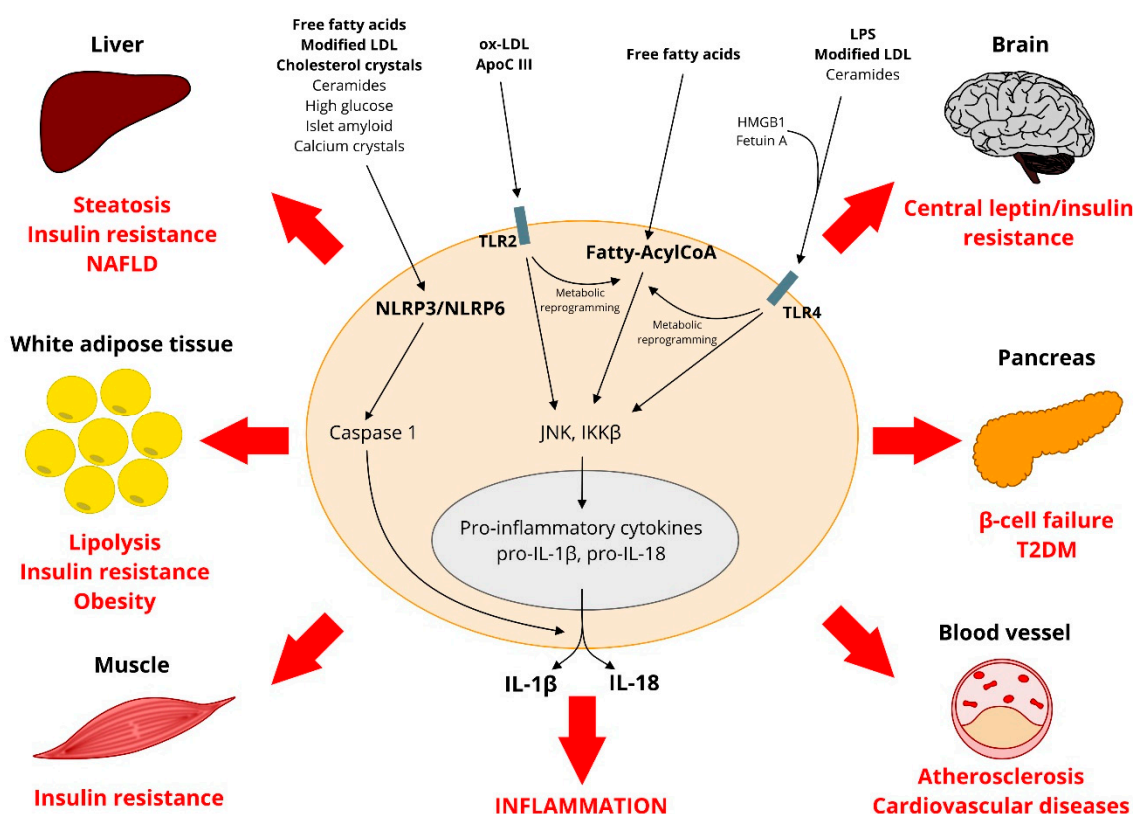 Liver
Steatosis
Insulin resistance
NAFLD
White adipose tissue
Lipolysis
Insulin resistance
Obesity
Muscle
Insulin resistance
Free fatty acids
Modified LDL
Cholesterol crystals
Ceramides
High glucose
Islet amyloid
Calcium crystals
ox-LDL
ApoC III
Free fatty acids
LPS
Modified LDL
Ceramides
HMGB1
Fetuin A
TLR2
Fatty-AcylCoA
TLR4
Metabolic
reprogramming
Metabolic
reprogramming
NLRP3/NLRP6
Caspase 1
JNK, IKKβ
Pro-inflammatory cytokines
pro-IL-1β, pro-IL-18
IL-1β
IL-18
INFLAMMATION
Brain
Central leptin/insulin
resistance
Pancreas
β-cell failure
T2DM
Blood vessel
Atherosclerosis
Cardiovascular diseases